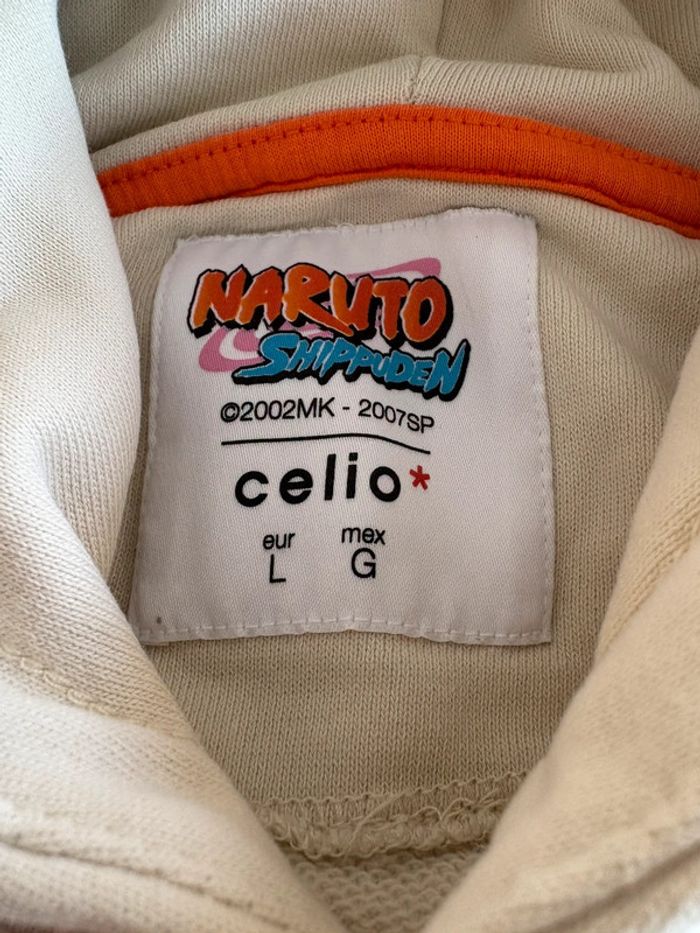 NARUTO
SHIPPUDEN
©2002MK - 2007SP
celio*
eur mex
L G